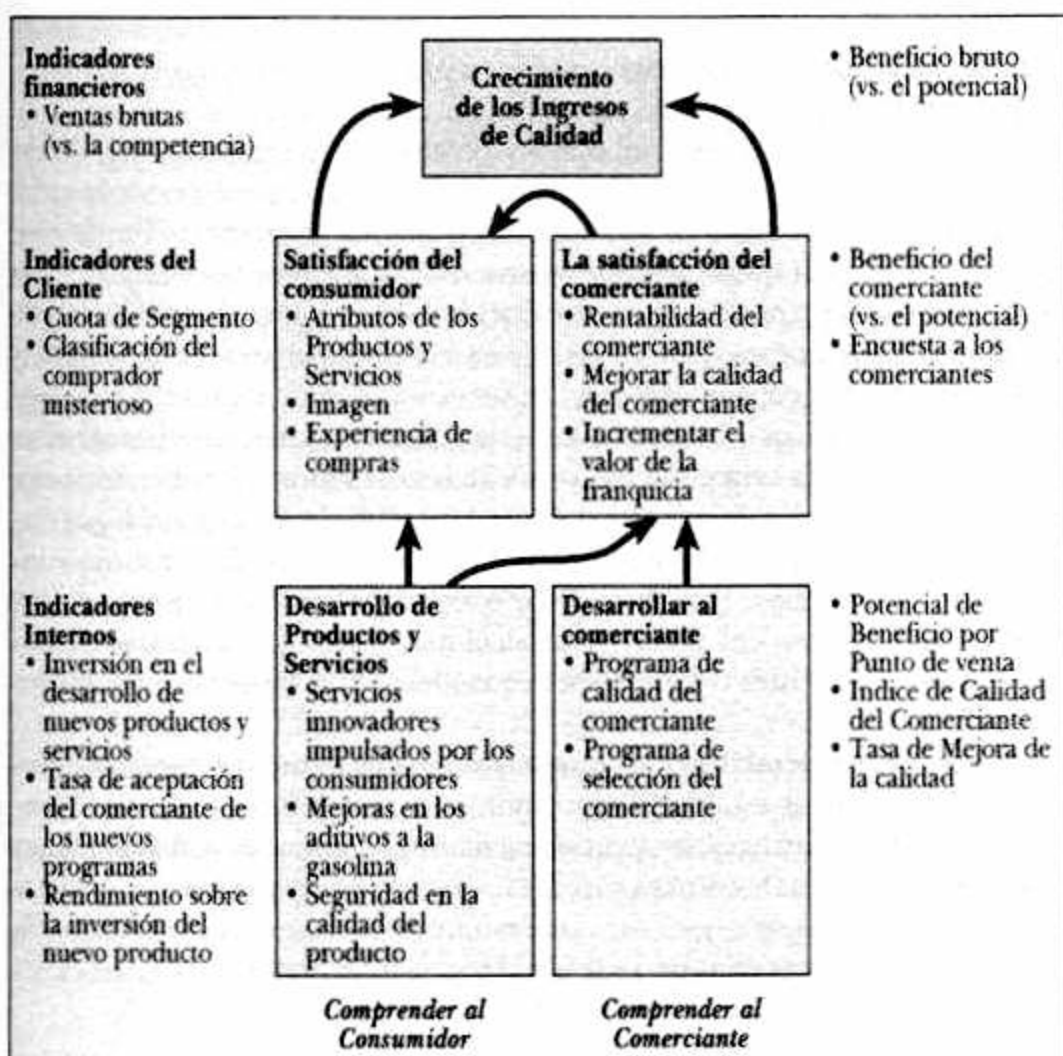 Indicadores
financieros
• Ventas brutas
(vs. la competencia)
Crecimiento
de los Ingresos
de Calidad
• Beneficio bruto
(vs. el potencial)
Indicadores del
Cliente
• Cuota de Segmento
• Clasificación del
comprador
misterioso
Satisfacción del
consumidor
• Atributos de los
Productos y
Servicios
• Imagen
• Experiencia de
compras
La satisfacción del
comerciante
• Rentabilidad del
comerciante
• Mejorar la calidad
del comerciante
• Incrementar el
valor de la
franquicia
• Beneficio del
comerciante
(vs. el potencial)
• Encuesta a los
comerciantes
Indicadores
Internos
• Inversión en el
desarrollo de
nuevos productos y
servicios
• Tasa de aceptación
del comerciante de
los nuevos
programas
• Rendimiento sobre
la inversión del
nuevo producto
Desarrollo de
Productos y
Servicios
• Servicios
innovadores
impulsados por los
consumidores
• Mejoras en los
aditivos a la
gasolina
• Seguridad en la
calidad del
producto
Desarrollar al
comerciante
• Programa de
calidad del
comerciante
• Programa de
selección del
comerciante
• Potencial de
Beneficio por
Punto de venta
• Indice de Calidad
del Comerciante
• Tasa de Mejora de
la calidad
Comprender al
Consumidor
Comprender al
Comerciante